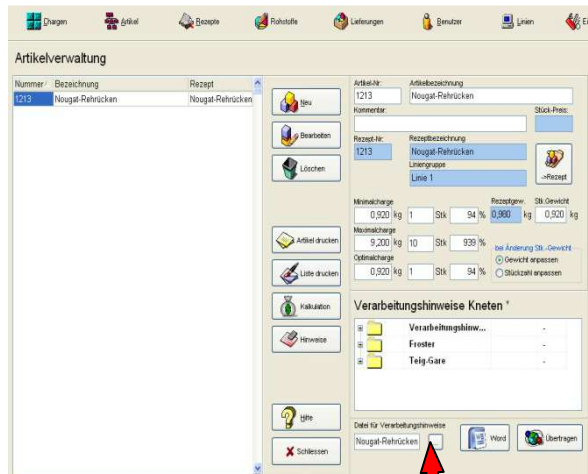 Chargen Artikel Rezepte Rohstoffe Lieferungen Benutzer Linien
Artikelverwaltung
Nummer Bezeichnung Rezept
1213 Nougat-Rehrücken Nougat-Rehrücken
Neu
Bearbeiten
Löschen
Artikel drucken
Liste drucken
Kalkulation
Hinweise
Hilfe
Schliessen
Artikel-Nr: Artikelbezeichnung
1213 Nougat-Rehrücken
Kommentar: Stück-Preis:
Rezept-Nr: Rezeptbezeichnung
1213 Nougat-Rehrücken
Liniengruppe
Linie 1
->Rezept
Minimalcharge Rezeptgew. Stk.Gewicht
0,920 kg 1 Stk 94 % 0,980 kg 0,920 kg
Maximalcharge
9,200 kg 10 Stk 939 %
bei Änderung Stk.-Gewicht
Gewicht anpassen
Optimalcharge
0,920 kg 1 Stk 94 %
Stückzahl anpassen
Verarbeitungshinweise Kneten *
Verarbeitungshinw... -
Froster -
Teig-Gare -
Datei für Verarbeitungshinweise
Nougat-Rehrücken ... Word Übertragen